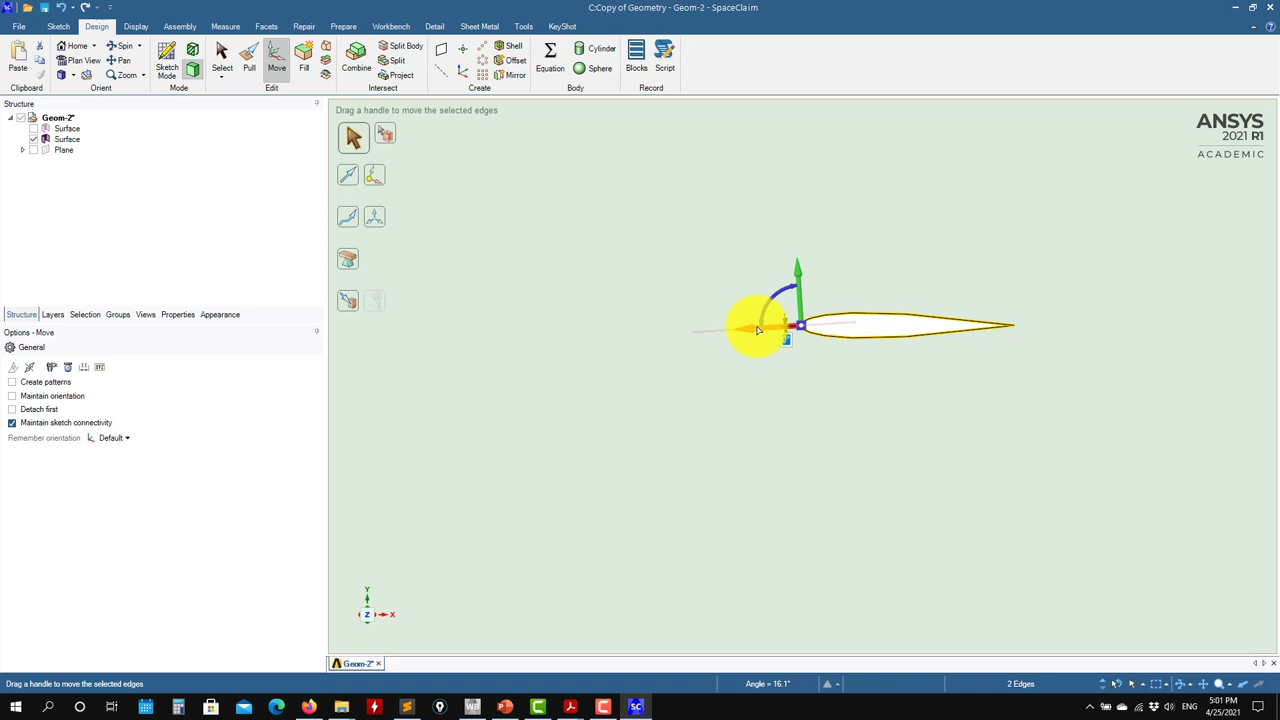 C:Copy of Geometry - Geom-2 - SpaceClaim
File Sketch Design Display Assembly Measure Facets Repair Prepare Workbench Detail Sheet Metal Tools KeyShot
Home Spin Split Body Shell Cylinder
Plan View Pan Split Offset Sphere
Paste Zoom Sketch Mode Select Pull Move Fill Combine Project Mirror Equation Blocks Script
Clipboard Orient Mode Edit Intersect Create Body Record
Structure
Drag a handle to move the selected edges
Geom-2*
Surface
Surface
Plane
ANSYS
2021 R1
ACADEMIC
Structure Layers Selection Groups Views Properties Appearance
Options - Move
General
Create patterns
Maintain orientation
Detach first
Maintain sketch connectivity
Remember orientation Default
Y
Z X
Geom-2*
Drag a handle to move the selected edges Angle = 16.1° 2 Edges
ENG 5:01 PM
4/25/2021